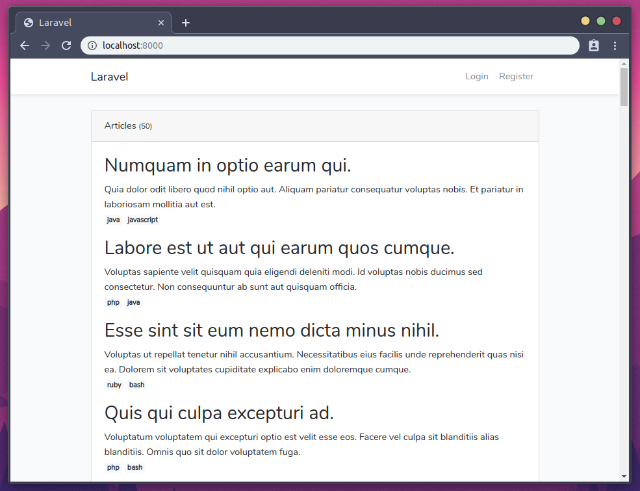 Laravel
localhost:8000
Laravel
Login Register
Articles (50)
Numquam in optio earum qui.
Quia dolor odit libero quod nihil optio aut. Aliquam pariatur consequatur voluptas nobis. Et pariatur in
laboriosam mollitia aut est.
java javascript
Labore est ut aut qui earum quos cumque.
Voluptas sapiente velit quisquam quia eligendi deleniti modi. Id voluptas nobis ducimus sed
consectetur. Non consequuntur ab sunt aut quisquam officia.
php java
Esse sint sit eum nemo dicta minus nihil.
Voluptas ut repellat tenetur nihil accusantium. Necessitatibus eius facilis unde reprehenderit quas nisi
ea. Dolorem sit voluptates cupiditate explicabo enim doloremque cumque.
ruby bash
Quis qui culpa excepturi ad.
Voluptatum voluptatem qui excepturi optio est velit esse eos. Facere vel culpa sit blanditiis alias
blanditiis. Omnis quo sit dolor voluptatem fuga.
php bash